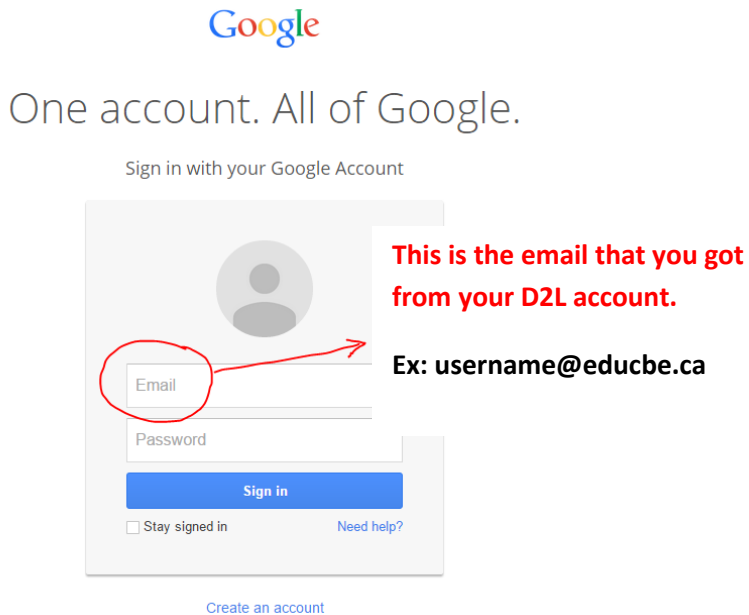 Google
One account. All of Google.
Sign in with your Google Account
This is the email that you got
from your D2L account.
Ex: username@educbe.ca
Email
Password
Sign in
Stay signed in
Need help?
Create an account